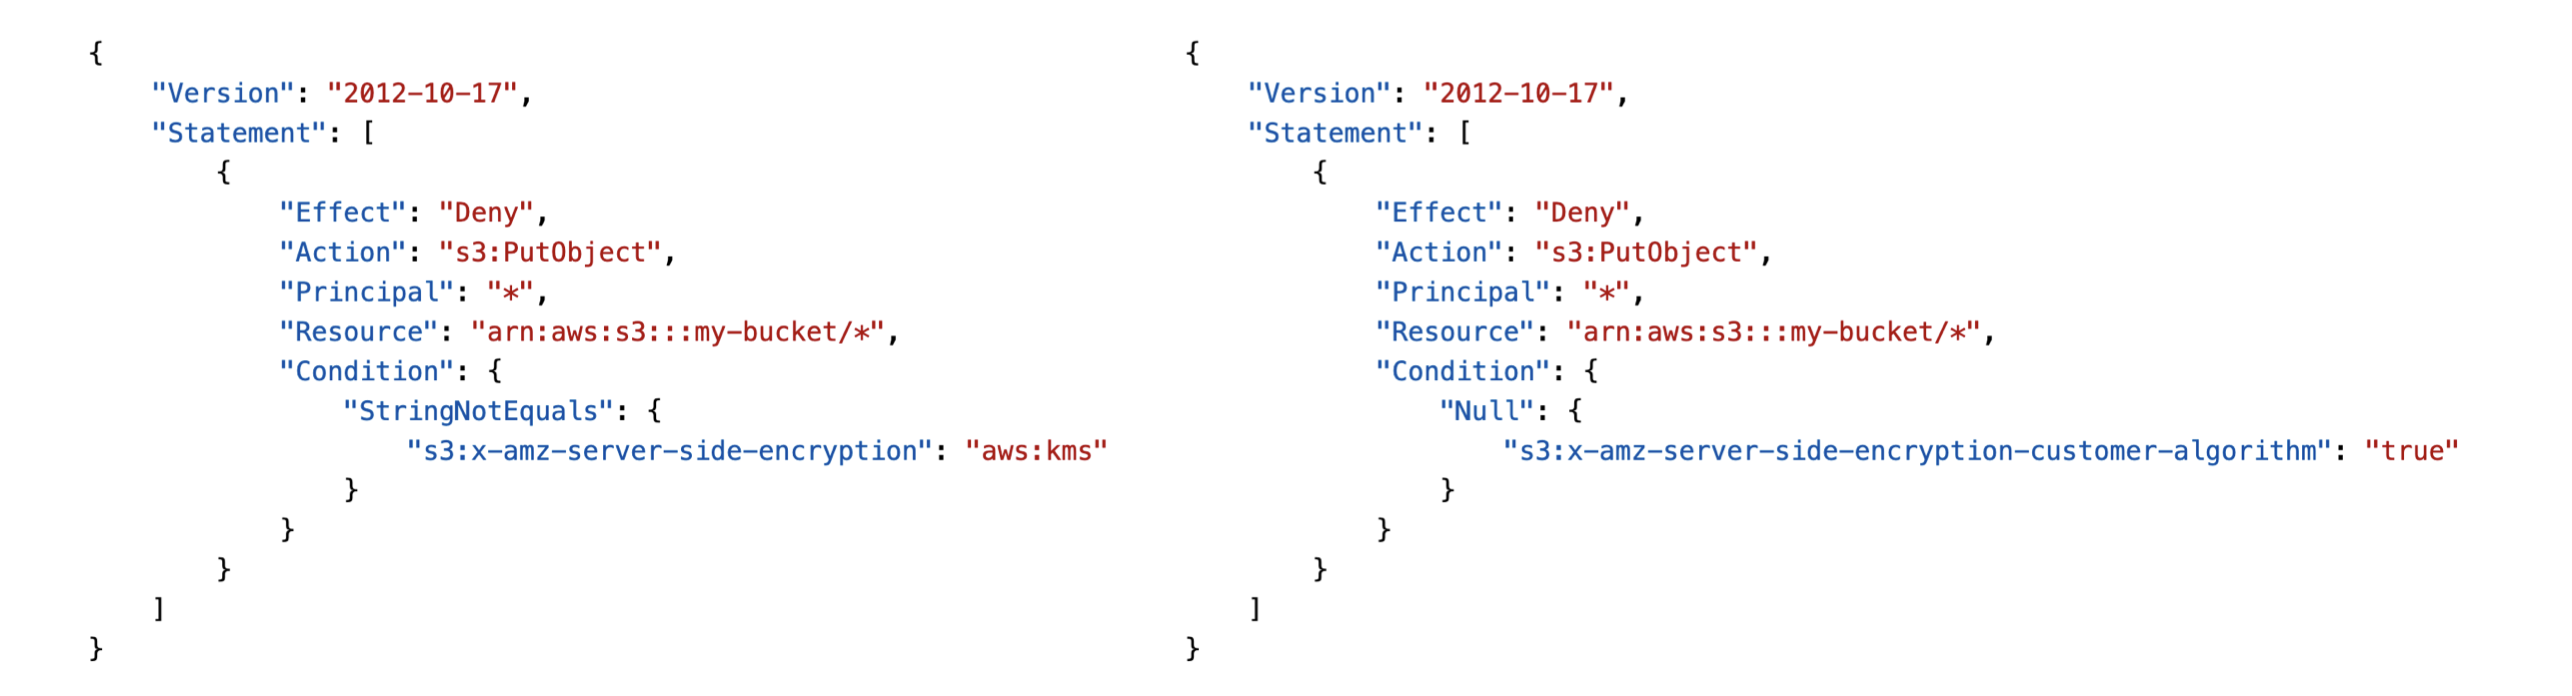 {
    "Version": "2012-10-17",
    "Statement": [
        {
            "Effect": "Deny",
            "Action": "s3:PutObject",
            "Principal": "*",
            "Resource": "arn:aws:s3:::my-bucket/*",
            "Condition": {
                "StringNotEquals": {
                    "s3:x-amz-server-side-encryption": "aws:kms"
                }
            }
        }
    ]
}
{
    "Version": "2012-10-17",
    "Statement": [
        {
            "Effect": "Deny",
            "Action": "s3:PutObject",
            "Principal": "*",
            "Resource": "arn:aws:s3:::my-bucket/*",
            "Condition": {
                "Null": {
                    "s3:x-amz-server-side-encryption-customer-algorithm": "true"
                }
            }
        }
    ]
}